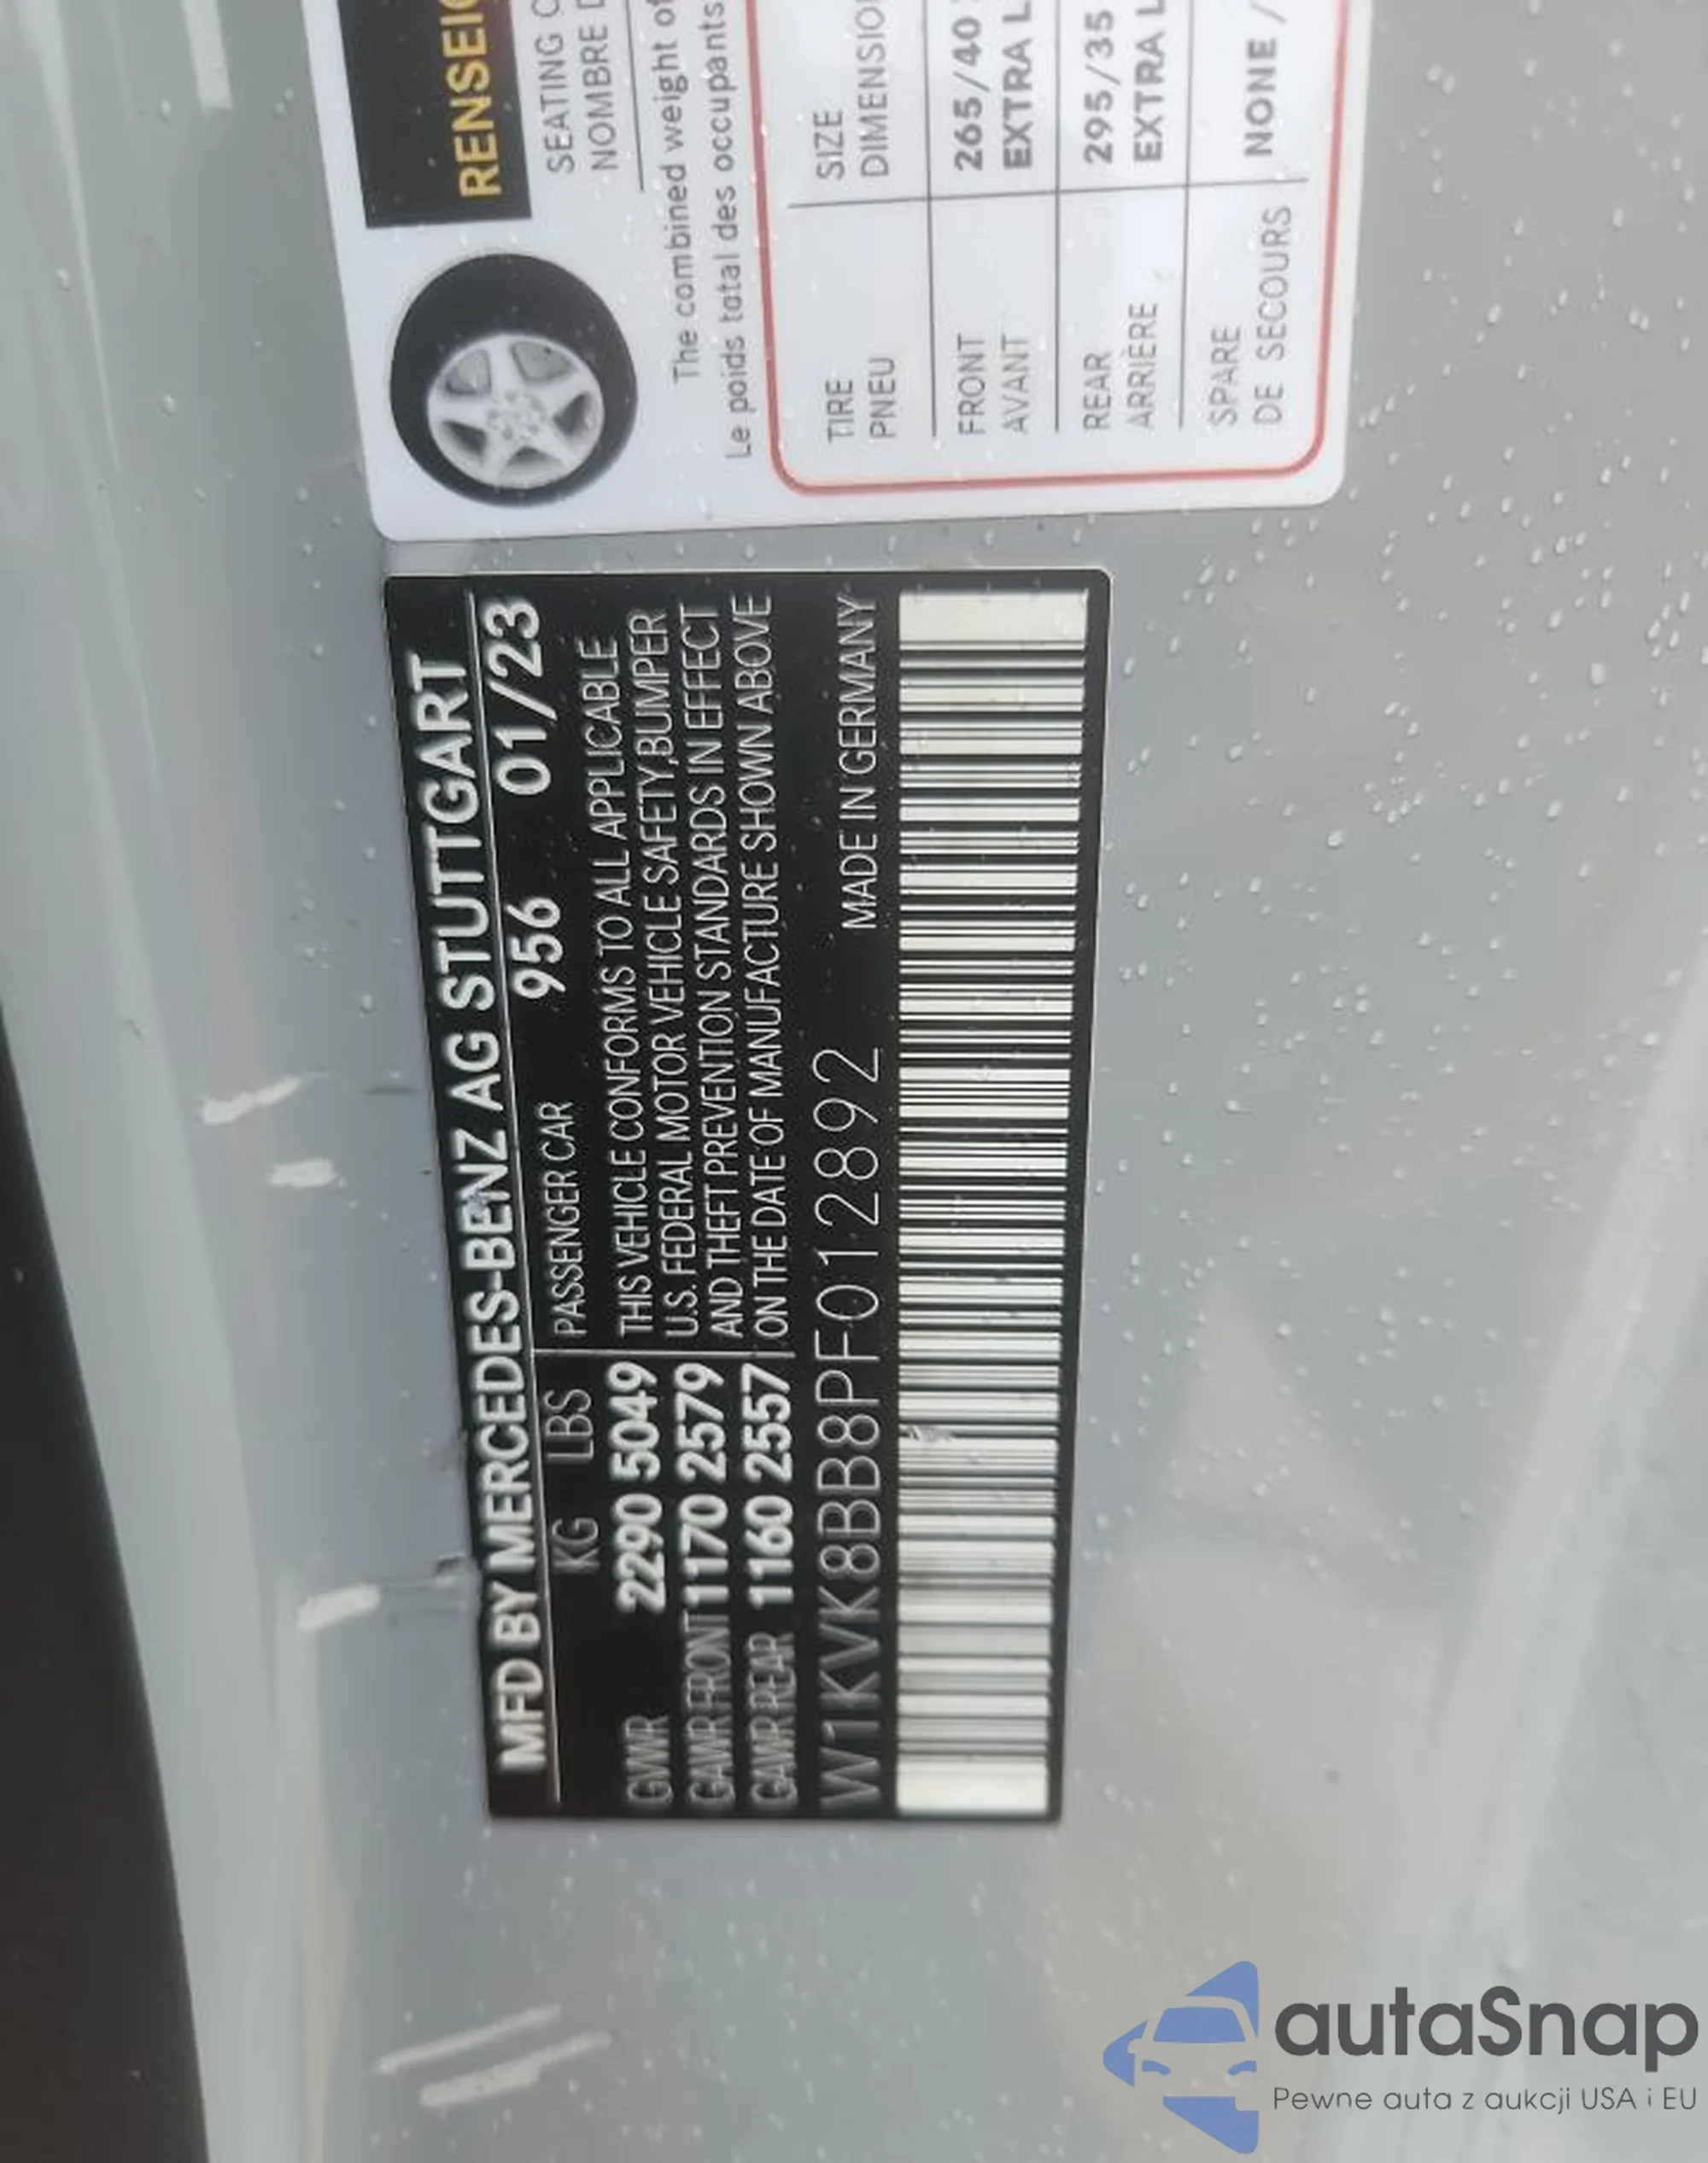 RENSEIG
SEATING C
NOMBRE D
The combined weight of
Le poids total des occupants
TIRE SIZE
PNEU DIMENSIO
FRONT 265/40
AVANT EXTRA L
REAR 295/35
ARRIÈRE EXTRA L
SPARE NONE /
DE SECOURS
MFD BY MERCEDES-BENZ AG STUTTGART
KG LBS PASSENGER CAR 956 01/23
GVWR 2290 5049 THIS VEHICLE CONFORMS TO ALL APPLICABLE
GAWR FRONT 1170 2579 U.S. FEDERAL MOTOR VEHICLE SAFETY,BUMPER
GAWR REAR 1160 2557 AND THEFT PREVENTION STANDARDS IN EFFECT
ON THE DATE OF MANUFACTURE SHOWN ABOVE
W1KVK8BB8PF012892 MADE IN GERMANY
autaSnap
Pewne auta z aukcji USA i EU